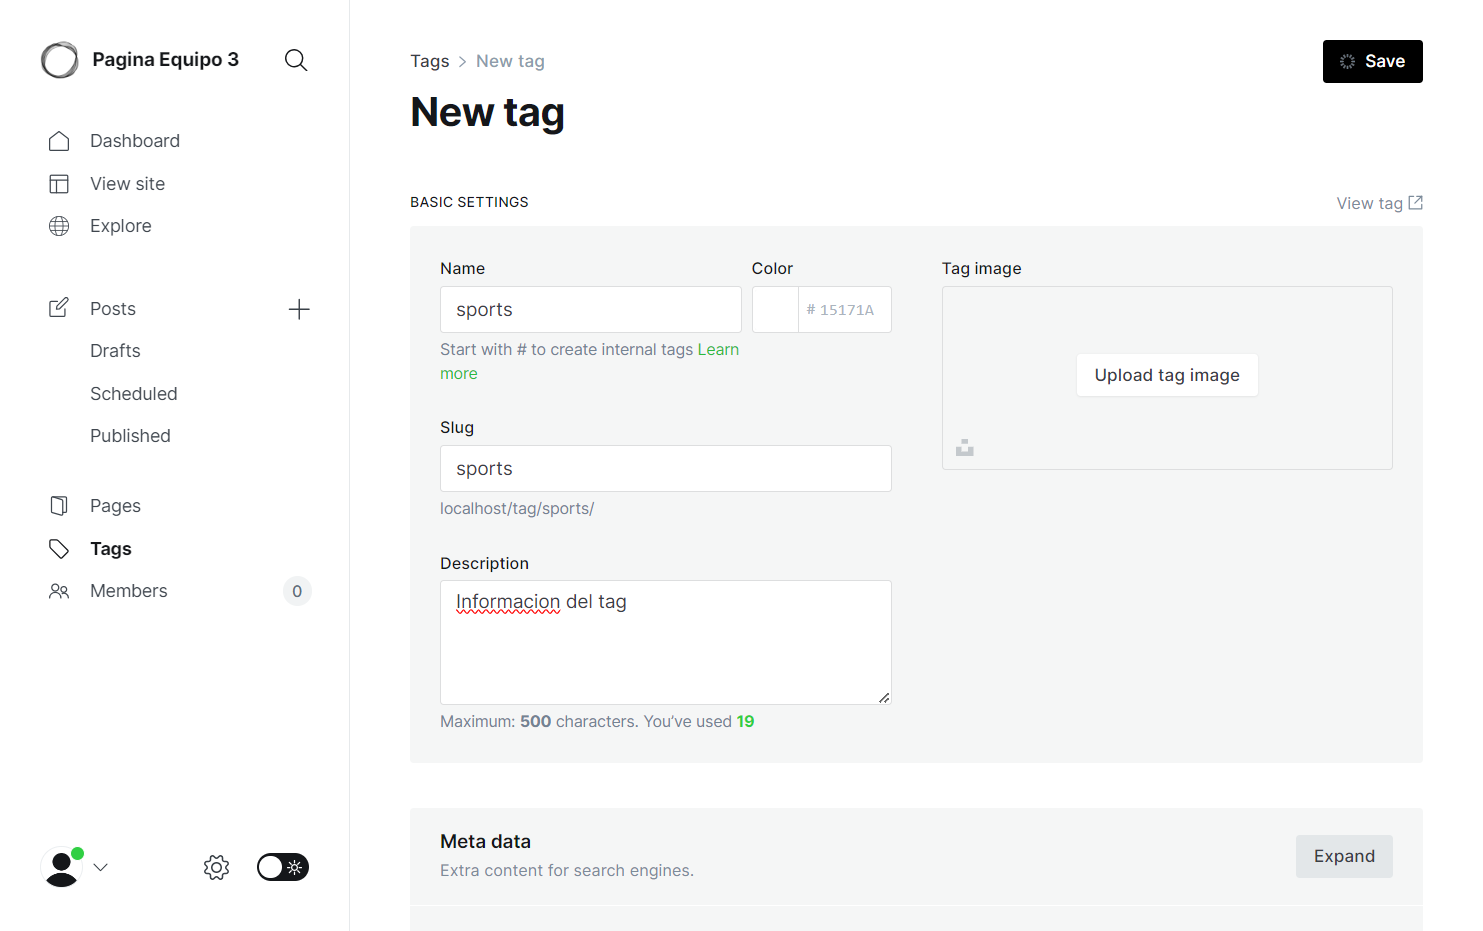 Pagina Equipo 3
Dashboard
View site
Explore
Posts
Drafts
Scheduled
Published
Pages
Tags
Members 0
Tags > New tag
Save
New tag
BASIC SETTINGS
View tag
Name
sports
Start with # to create internal tags Learn
more
Color
# 15171A
Slug
sports
localhost/tag/sports/
Description
Informacion del tag
Maximum: 500 characters. You've used 19
Tag image
Upload tag image
Meta data
Extra content for search engines.
Expand